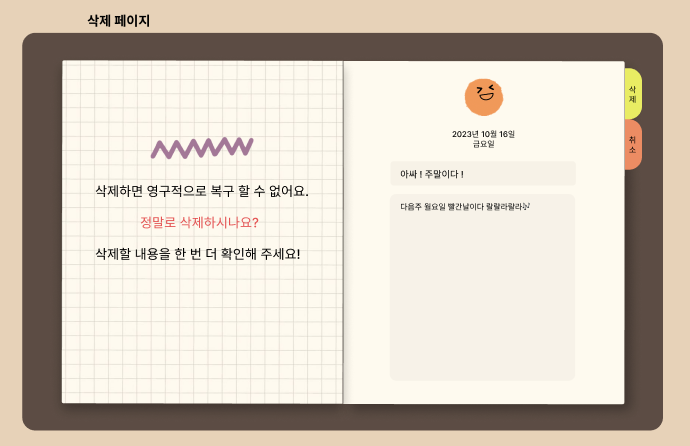 삭제 페이지
삭제하면 영구적으로 복구 할 수 없어요.
정말로 삭제하시나요?
삭제할 내용을 한 번 더 확인해 주세요!
2023년 10월 16일
금요일
아싸 ! 주말이다 !
다음주 월요일 빨간날이다 랄랄라랄라🎶
삭
제
취
소